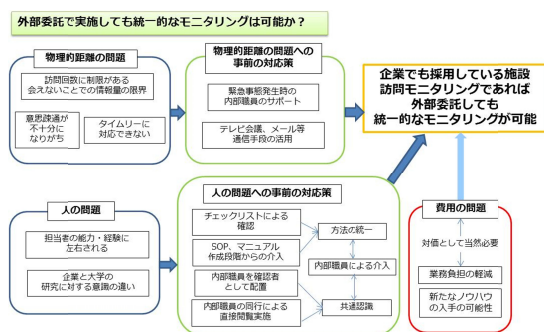 外部委託で実施しても統一的なモニタリングは可能か？
物理的距離の問題
訪問回数に制限がある
会えないことでの情報量の限界
意思疎通が
不十分に
なりがち
タイムリーに
対応できない
物理的距離の問題への
事前の対応策
緊急事態発生時の
内部職員のサポート
テレビ会議、メール等
通信手段の活用
企業でも採用している施設
訪問モニタリングであれば
外部委託しても
統一的なモニタリングが可能
人の問題
担当者の能力・経験に
左右される
企業と大学の
研究に対する意識の違い
人の問題への事前の対応策
チェックリストによる
確認
SOP、マニュアル
作成段階からの介入
内部職員を確認者
として配置
内部職員の同行による
直接閲覧実施
方法の統一
内部職員による介入
共通認識
費用の問題
対価として当然必要
業務負担の軽減
新たなノウハウ
の入手の可能性